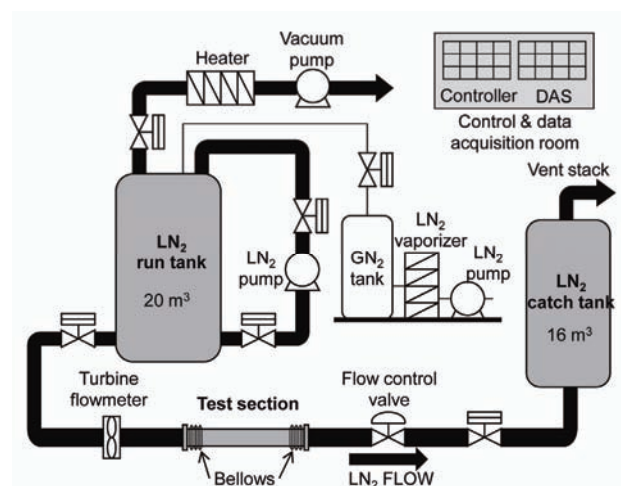 Vacuum
pump
Heater
Controller DAS
Control & data
acquisition room
Vent stack
LN₂
run tank
20 m³
LN₂
pump
GN₂
tank
LN₂
vaporizer
LN₂
pump
LN₂
catch tank
16 m³
Turbine
flowmeter
Test section
Flow control
valve
Bellows
LN₂ FLOW